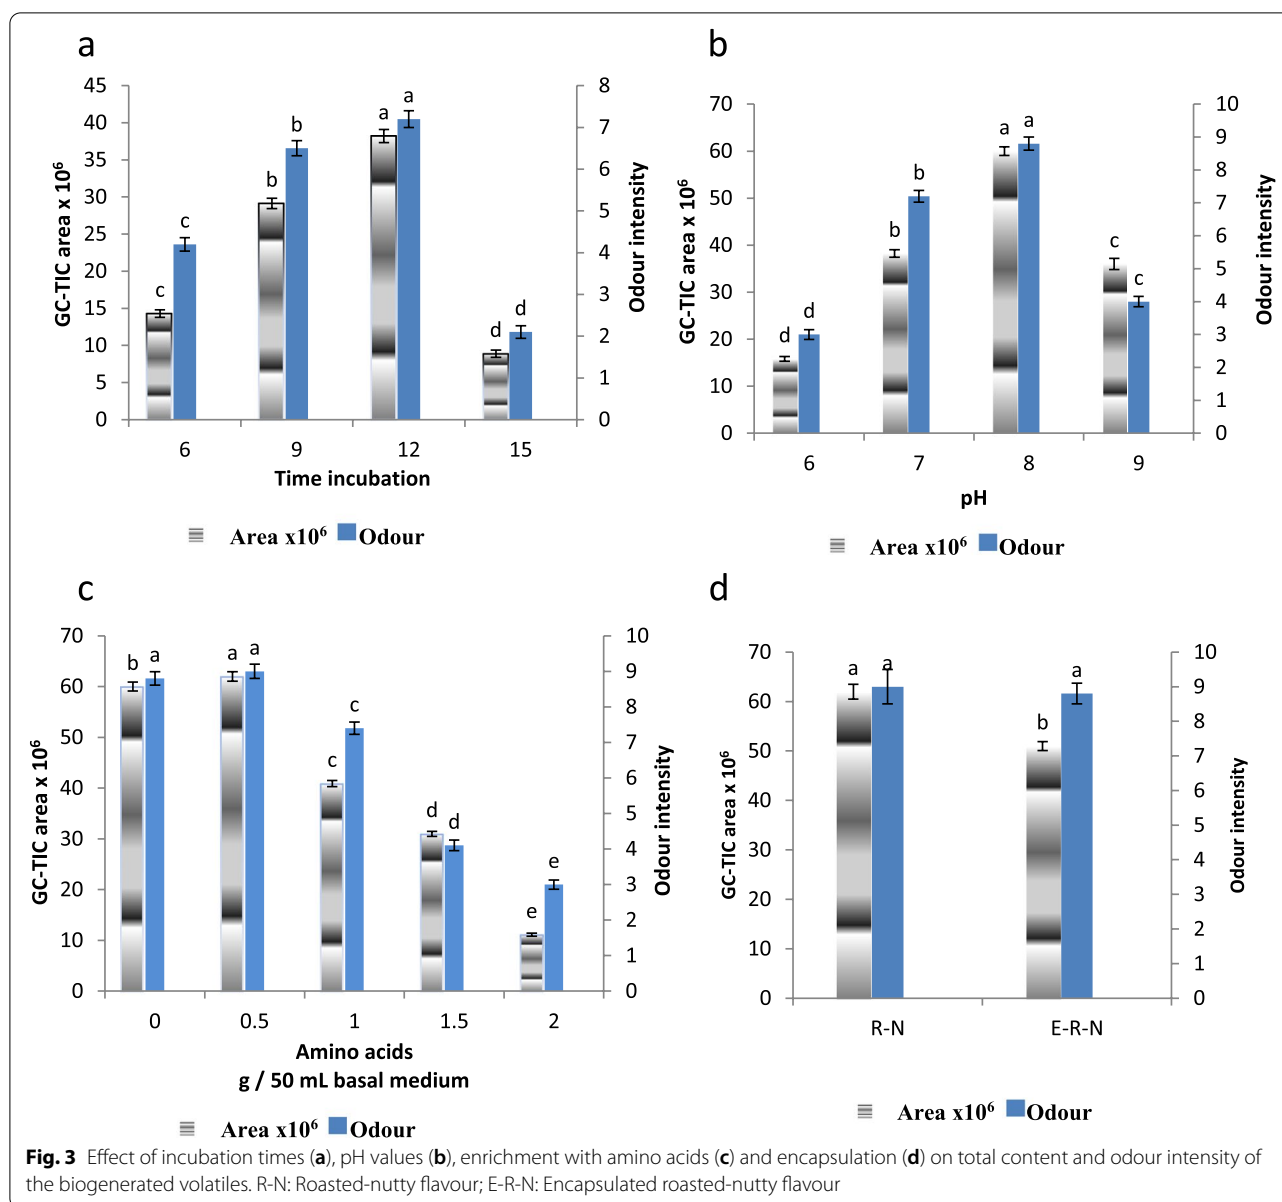 a
45
40
35
30
25
20
15
10
5
0
GC-TIC area x 10⁶
8
7
6
5
4
3
2
1
0
Odour intensity
c c b b a a d d
6 9 12 15
Time incubation
Area x10⁶ Odour
b
70
60
50
40
30
20
10
0
GC-TIC area x 10⁶
10
9
8
7
6
5
4
3
2
1
0
Odour intensity
d d b b a a c c
6 7 8 9
pH
Area x10⁶ Odour
c
70
60
50
40
30
20
10
0
GC-TIC area x 10⁶
10
9
8
7
6
5
4
3
2
1
0
Odour intensity
b a a a c c d d e e
0 0.5 1 1.5 2
Amino acids
g / 50 mL basal medium
Area x10⁶ Odour
d
70
60
50
40
30
20
10
0
GC-TIC area x 10⁶
10
9
8
7
6
5
4
3
2
1
0
Odour intensity
a a b a
R-N E-R-N
Area x10⁶ Odour
Fig. 3 Effect of incubation times (a), pH values (b), enrichment with amino acids (c) and encapsulation (d) on total content and odour intensity of
the biogenerated volatiles. R-N: Roasted-nutty flavour; E-R-N: Encapsulated roasted-nutty flavour